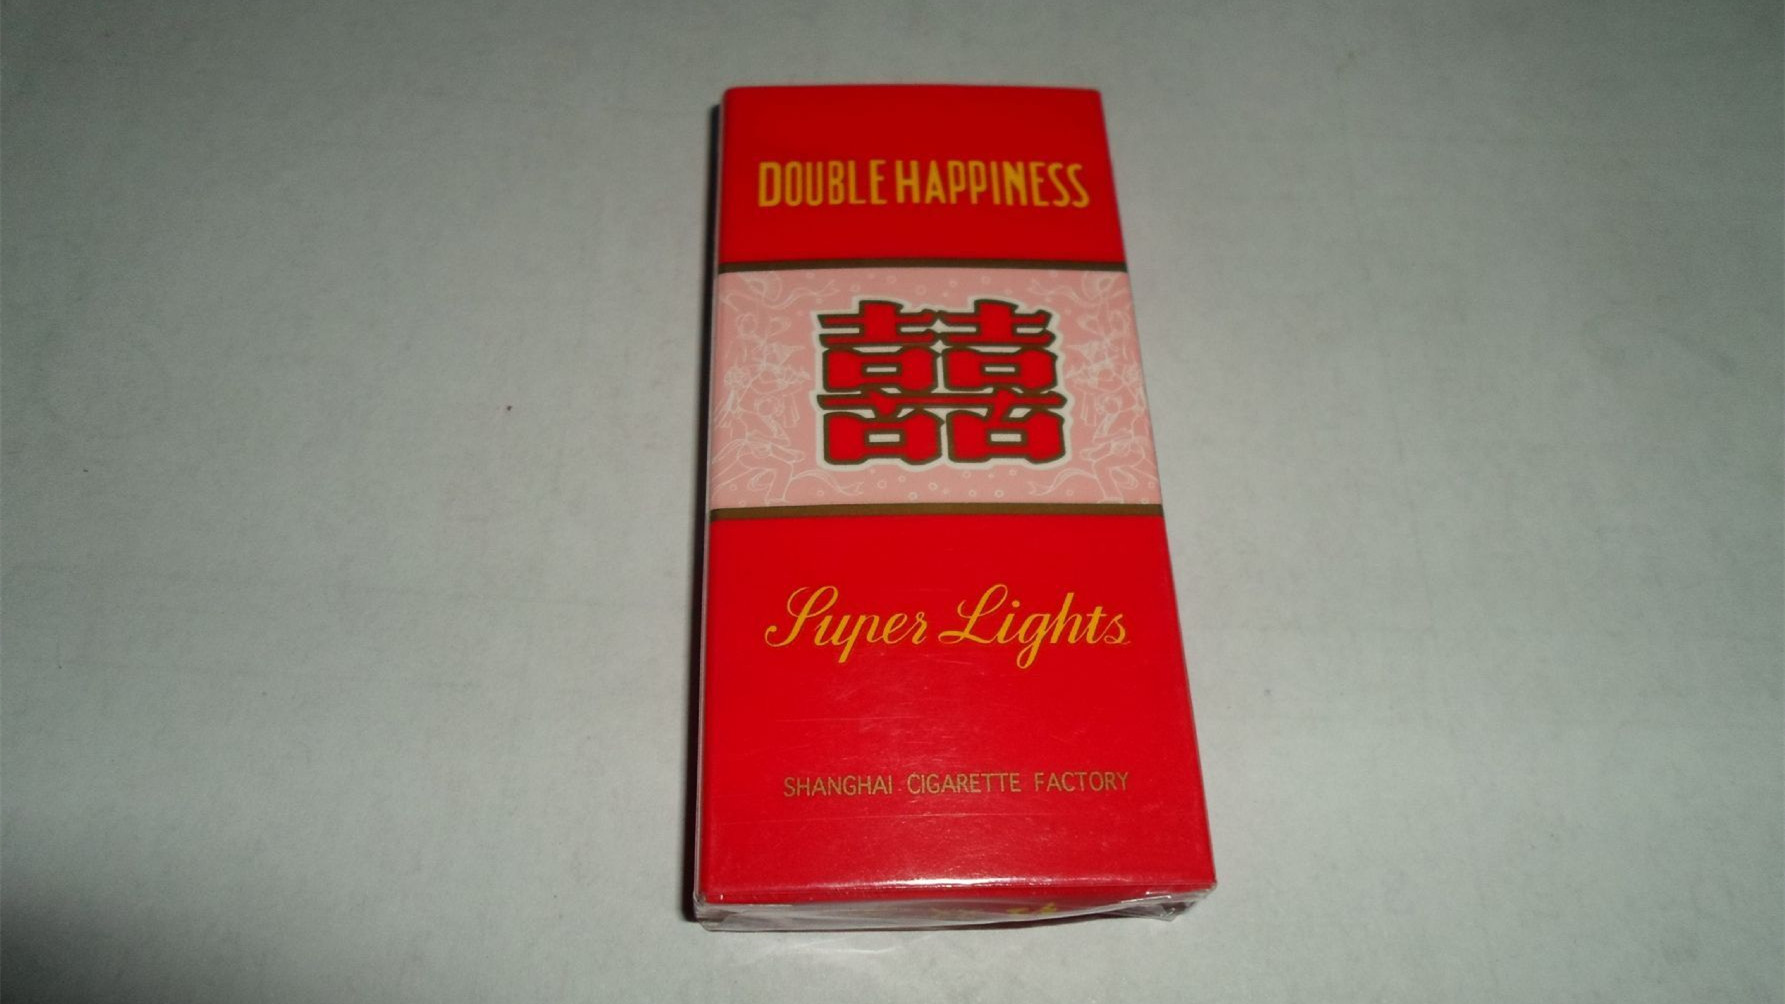 DOUBLE HAPPINESS
囍
Super Lights
SHANGHAI CIGARETTE FACTORY